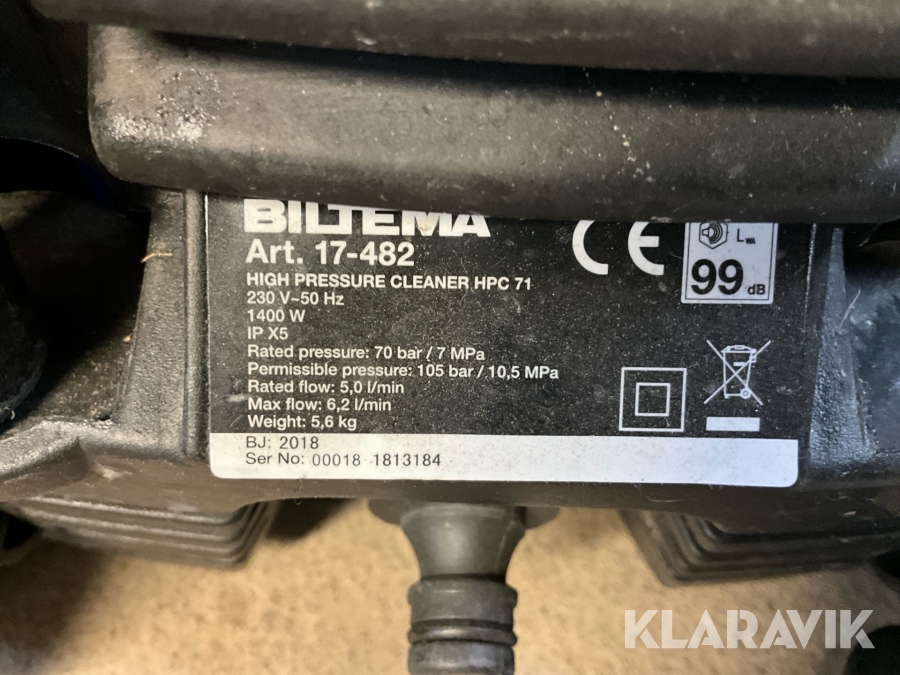 BILTEMA
Art. 17-482
HIGH PRESSURE CLEANER HPC 71
230 V~50 Hz
1400 W
IP X5
Rated pressure: 70 bar / 7 MPa
Permissible pressure: 105 bar / 10,5 MPa
Rated flow: 5,0 l/min
Max flow: 6,2 l/min
Weight: 5,6 kg
BJ: 2018
Ser No: 00018 1813184
CE
LWA
99 dB
KLARAVIK